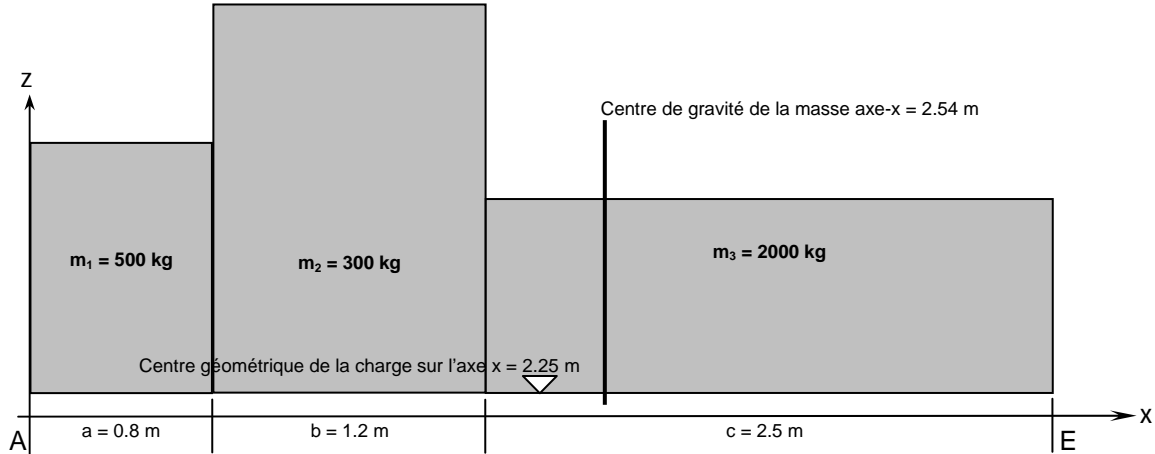 z
Centre de gravité de la masse axe-x = 2.54 m
m₁ = 500 kg
m₂ = 300 kg
m₃ = 2000 kg
Centre géométrique de la charge sur l'axe x = 2.25 m
A
a = 0.8 m
b = 1.2 m
c = 2.5 m
E
x